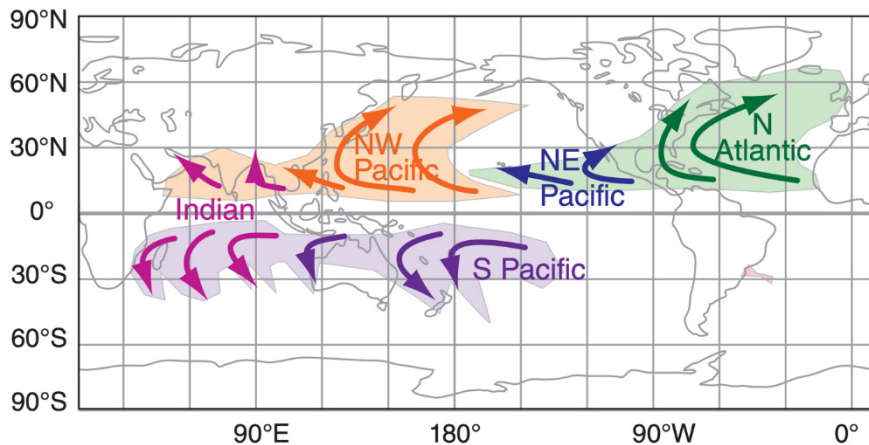 90°N
60°N
30°N
0°
30°S
60°S
90°S
NW
Pacific
NE
Pacific
N
Atlantic
Indian
S Pacific
90°E
180°
90°W
0°